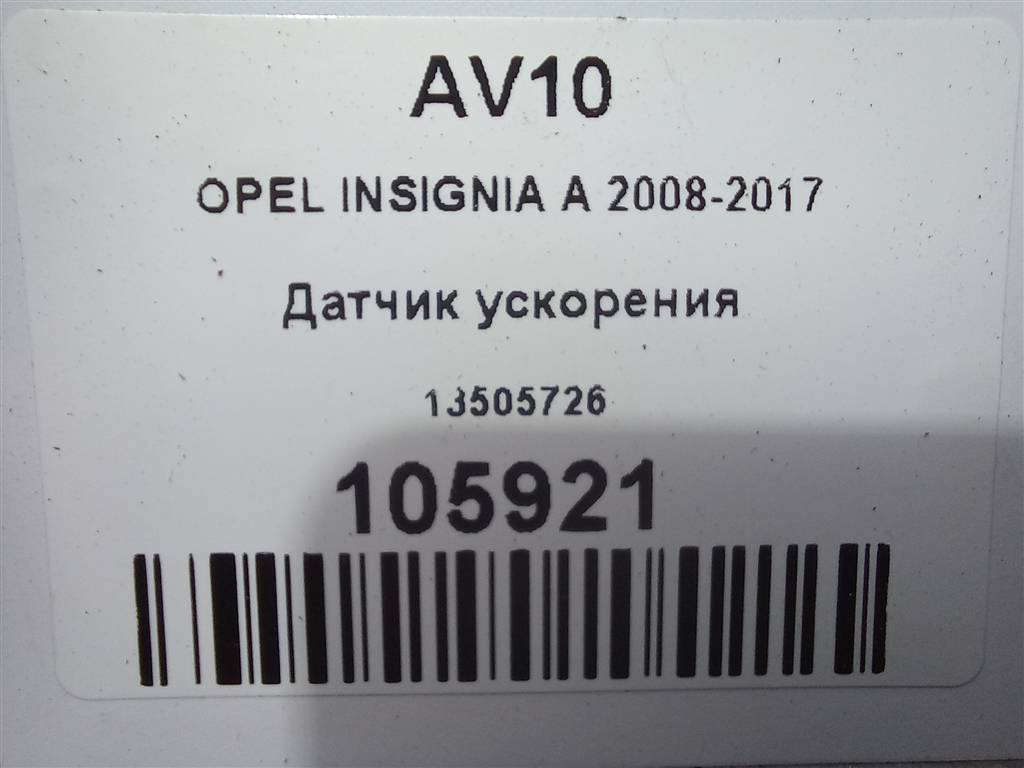 AV10
OPEL INSIGNIA A 2008-2017
Датчик ускорения
13505726
105921